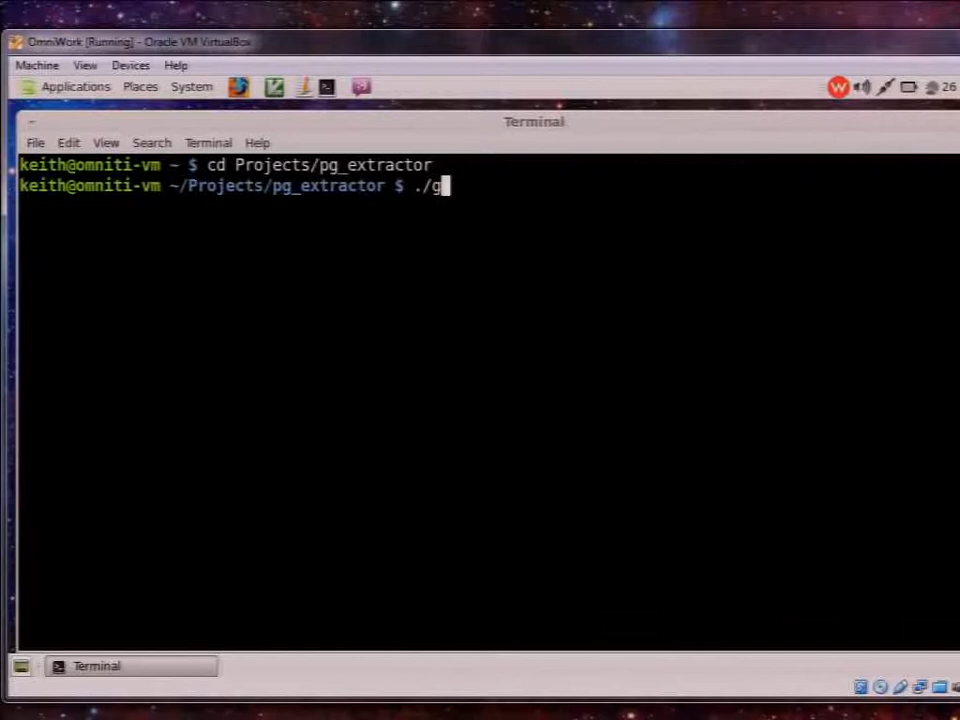 OmniWork [Running] - Oracle VM VirtualBox
Machine View Devices Help
Applications Places System
W
26
Terminal
File Edit View Search Terminal Help
keith@omniti-vm ~ $ cd Projects/pg_extractor
keith@omniti-vm ~/Projects/pg_extractor $ ./g
Terminal